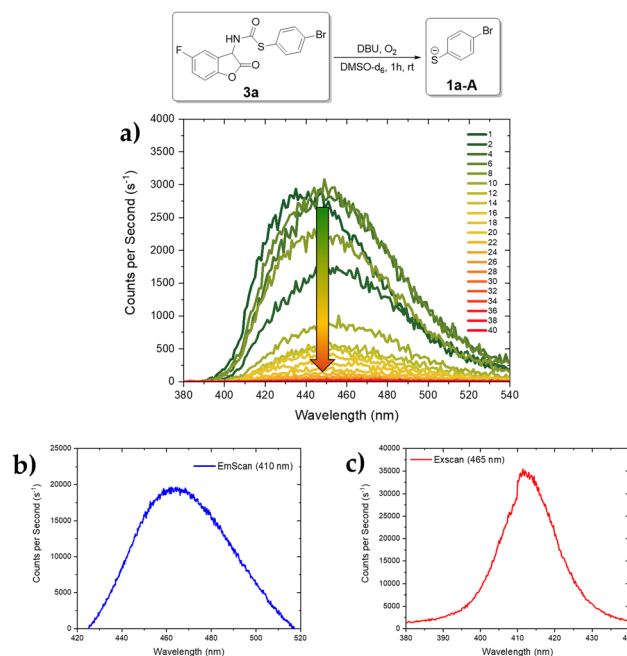 F
NH
O
S
Br
O
O
3a
DBU, O2
DMSO-d6, 1h, rt
Br
⊖
S
1a-A
a)
4000
3500
3000
2500
2000
1500
1000
500
0
Counts per Second (s⁻¹)
380 400 420 440 460 480 500 520 540
Wavelength (nm)
1
2
4
6
8
10
12
14
16
18
20
22
24
26
28
30
32
34
36
38
40
b)
25000
20000
15000
10000
5000
0
Counts per Second (s⁻¹)
420 440 460 480 500 520
Wavelength (nm)
EmScan (410 nm)
c)
40000
35000
30000
25000
20000
15000
10000
5000
0
Counts per Second (s⁻¹)
380 390 400 410 420 430
Wavelength (nm)
Exscan (465 nm)